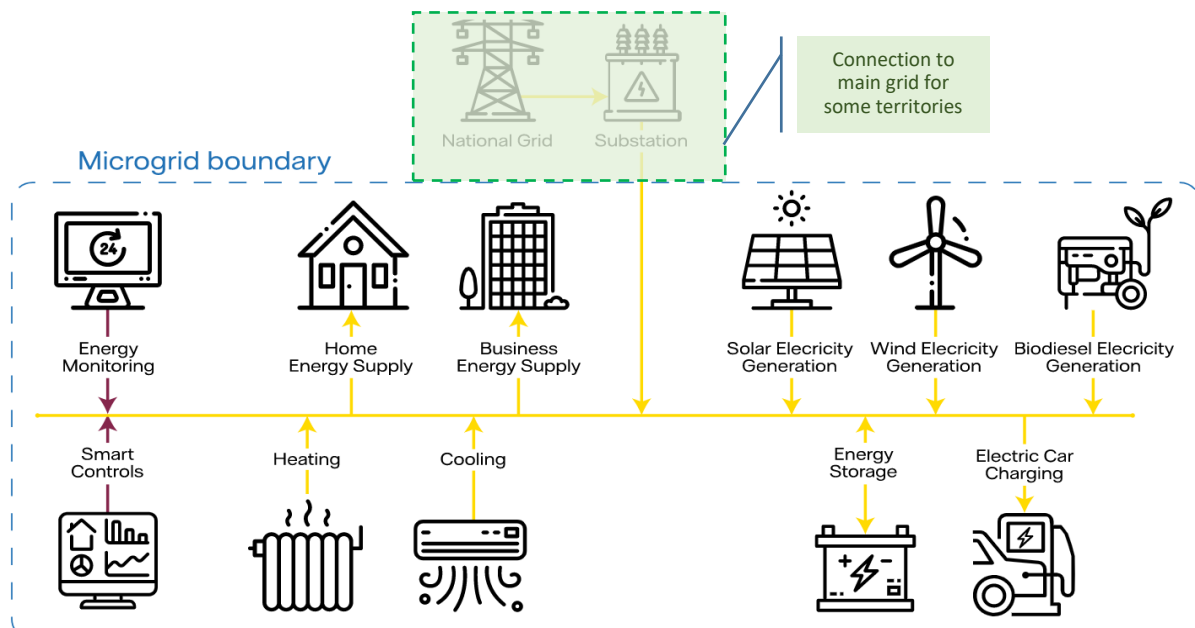 Connection to
main grid for
some territories
National Grid
Substation
Microgrid boundary
24
Energy
Monitoring
Home
Energy Supply
Business
Energy Supply
Solar Elecricity
Generation
Wind Elecricity
Generation
Biodiesel Elecricity
Generation
Smart
Controls
Heating
Cooling
Energy
Storage
Electric Car
Charging